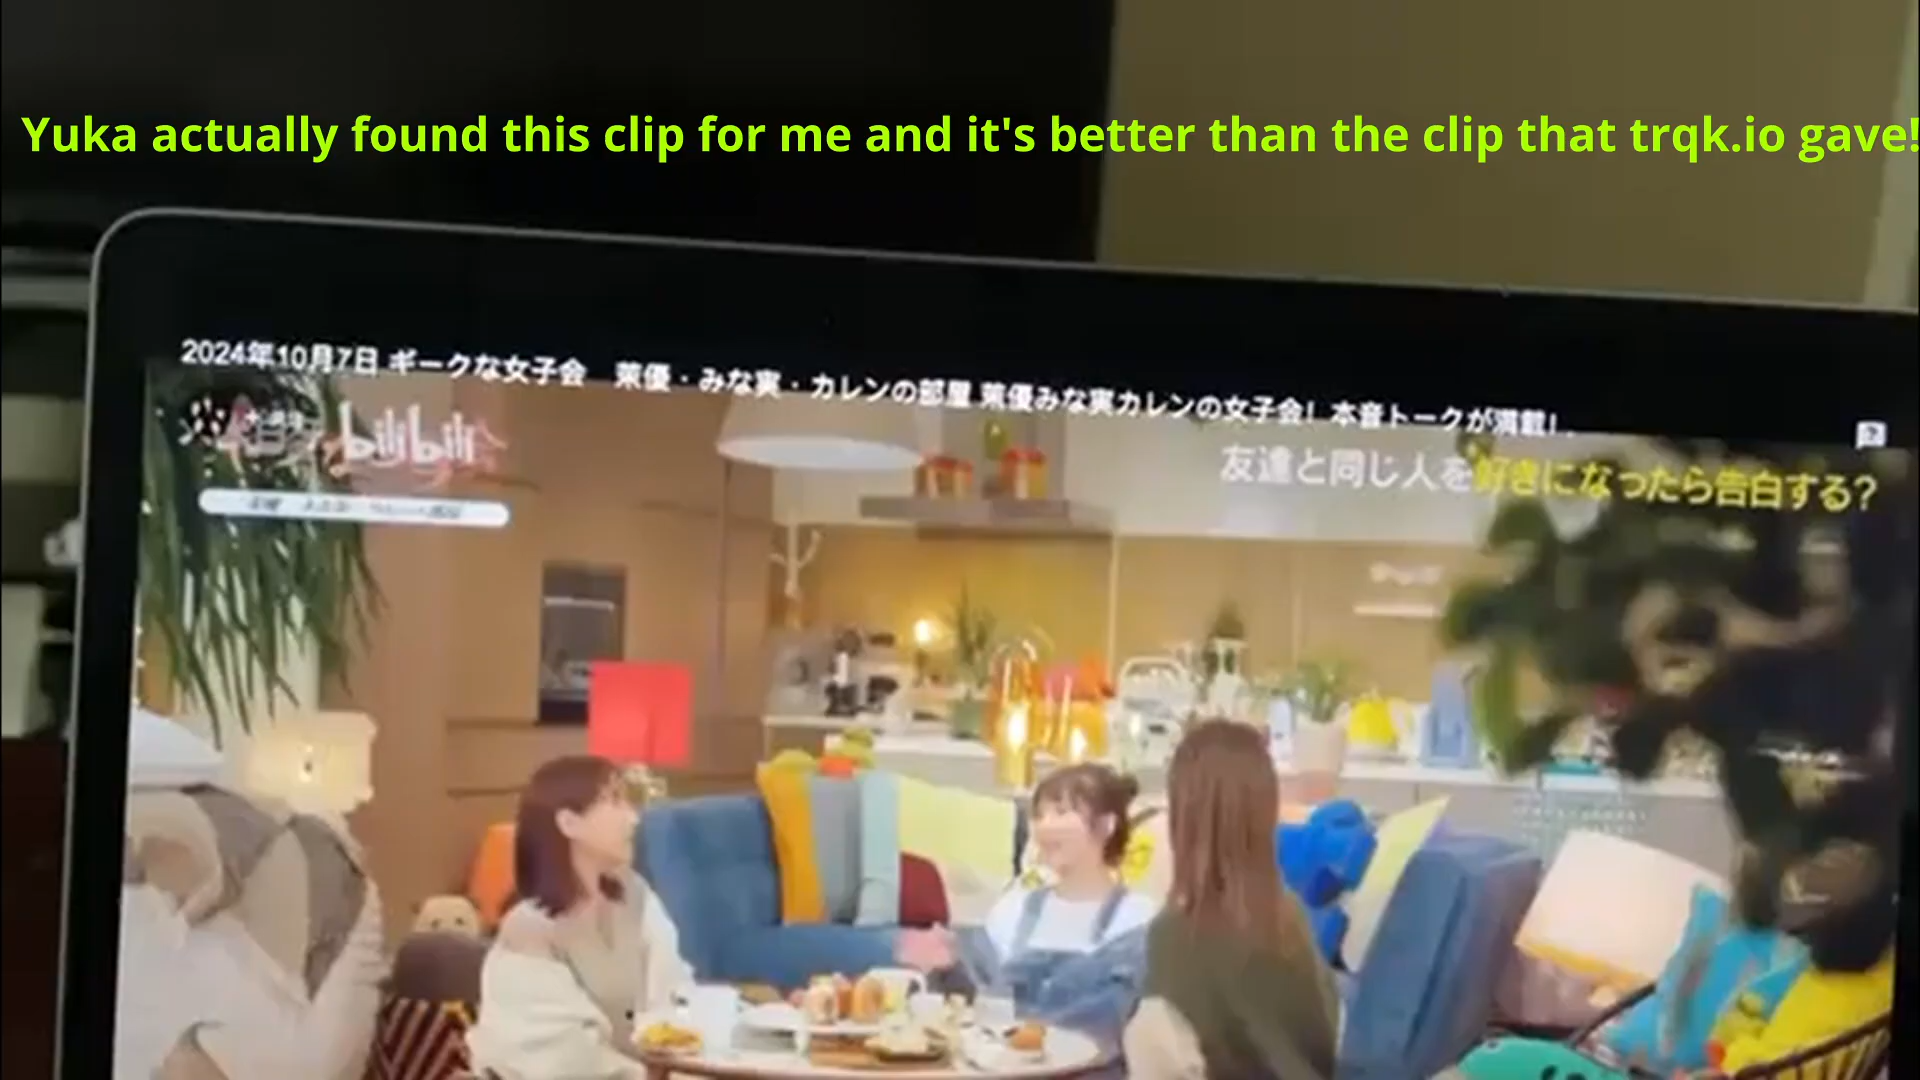 Yuka actually found this clip for me and it's better than the clip that trqk.io gave!
2024年10月7日 ギークな女子会 茉優・みな実・カレンの部屋 茉優みな実カレンの女子会! 本音トークが満載!
bilibili
友達と同じ人を好きになったら告白する?